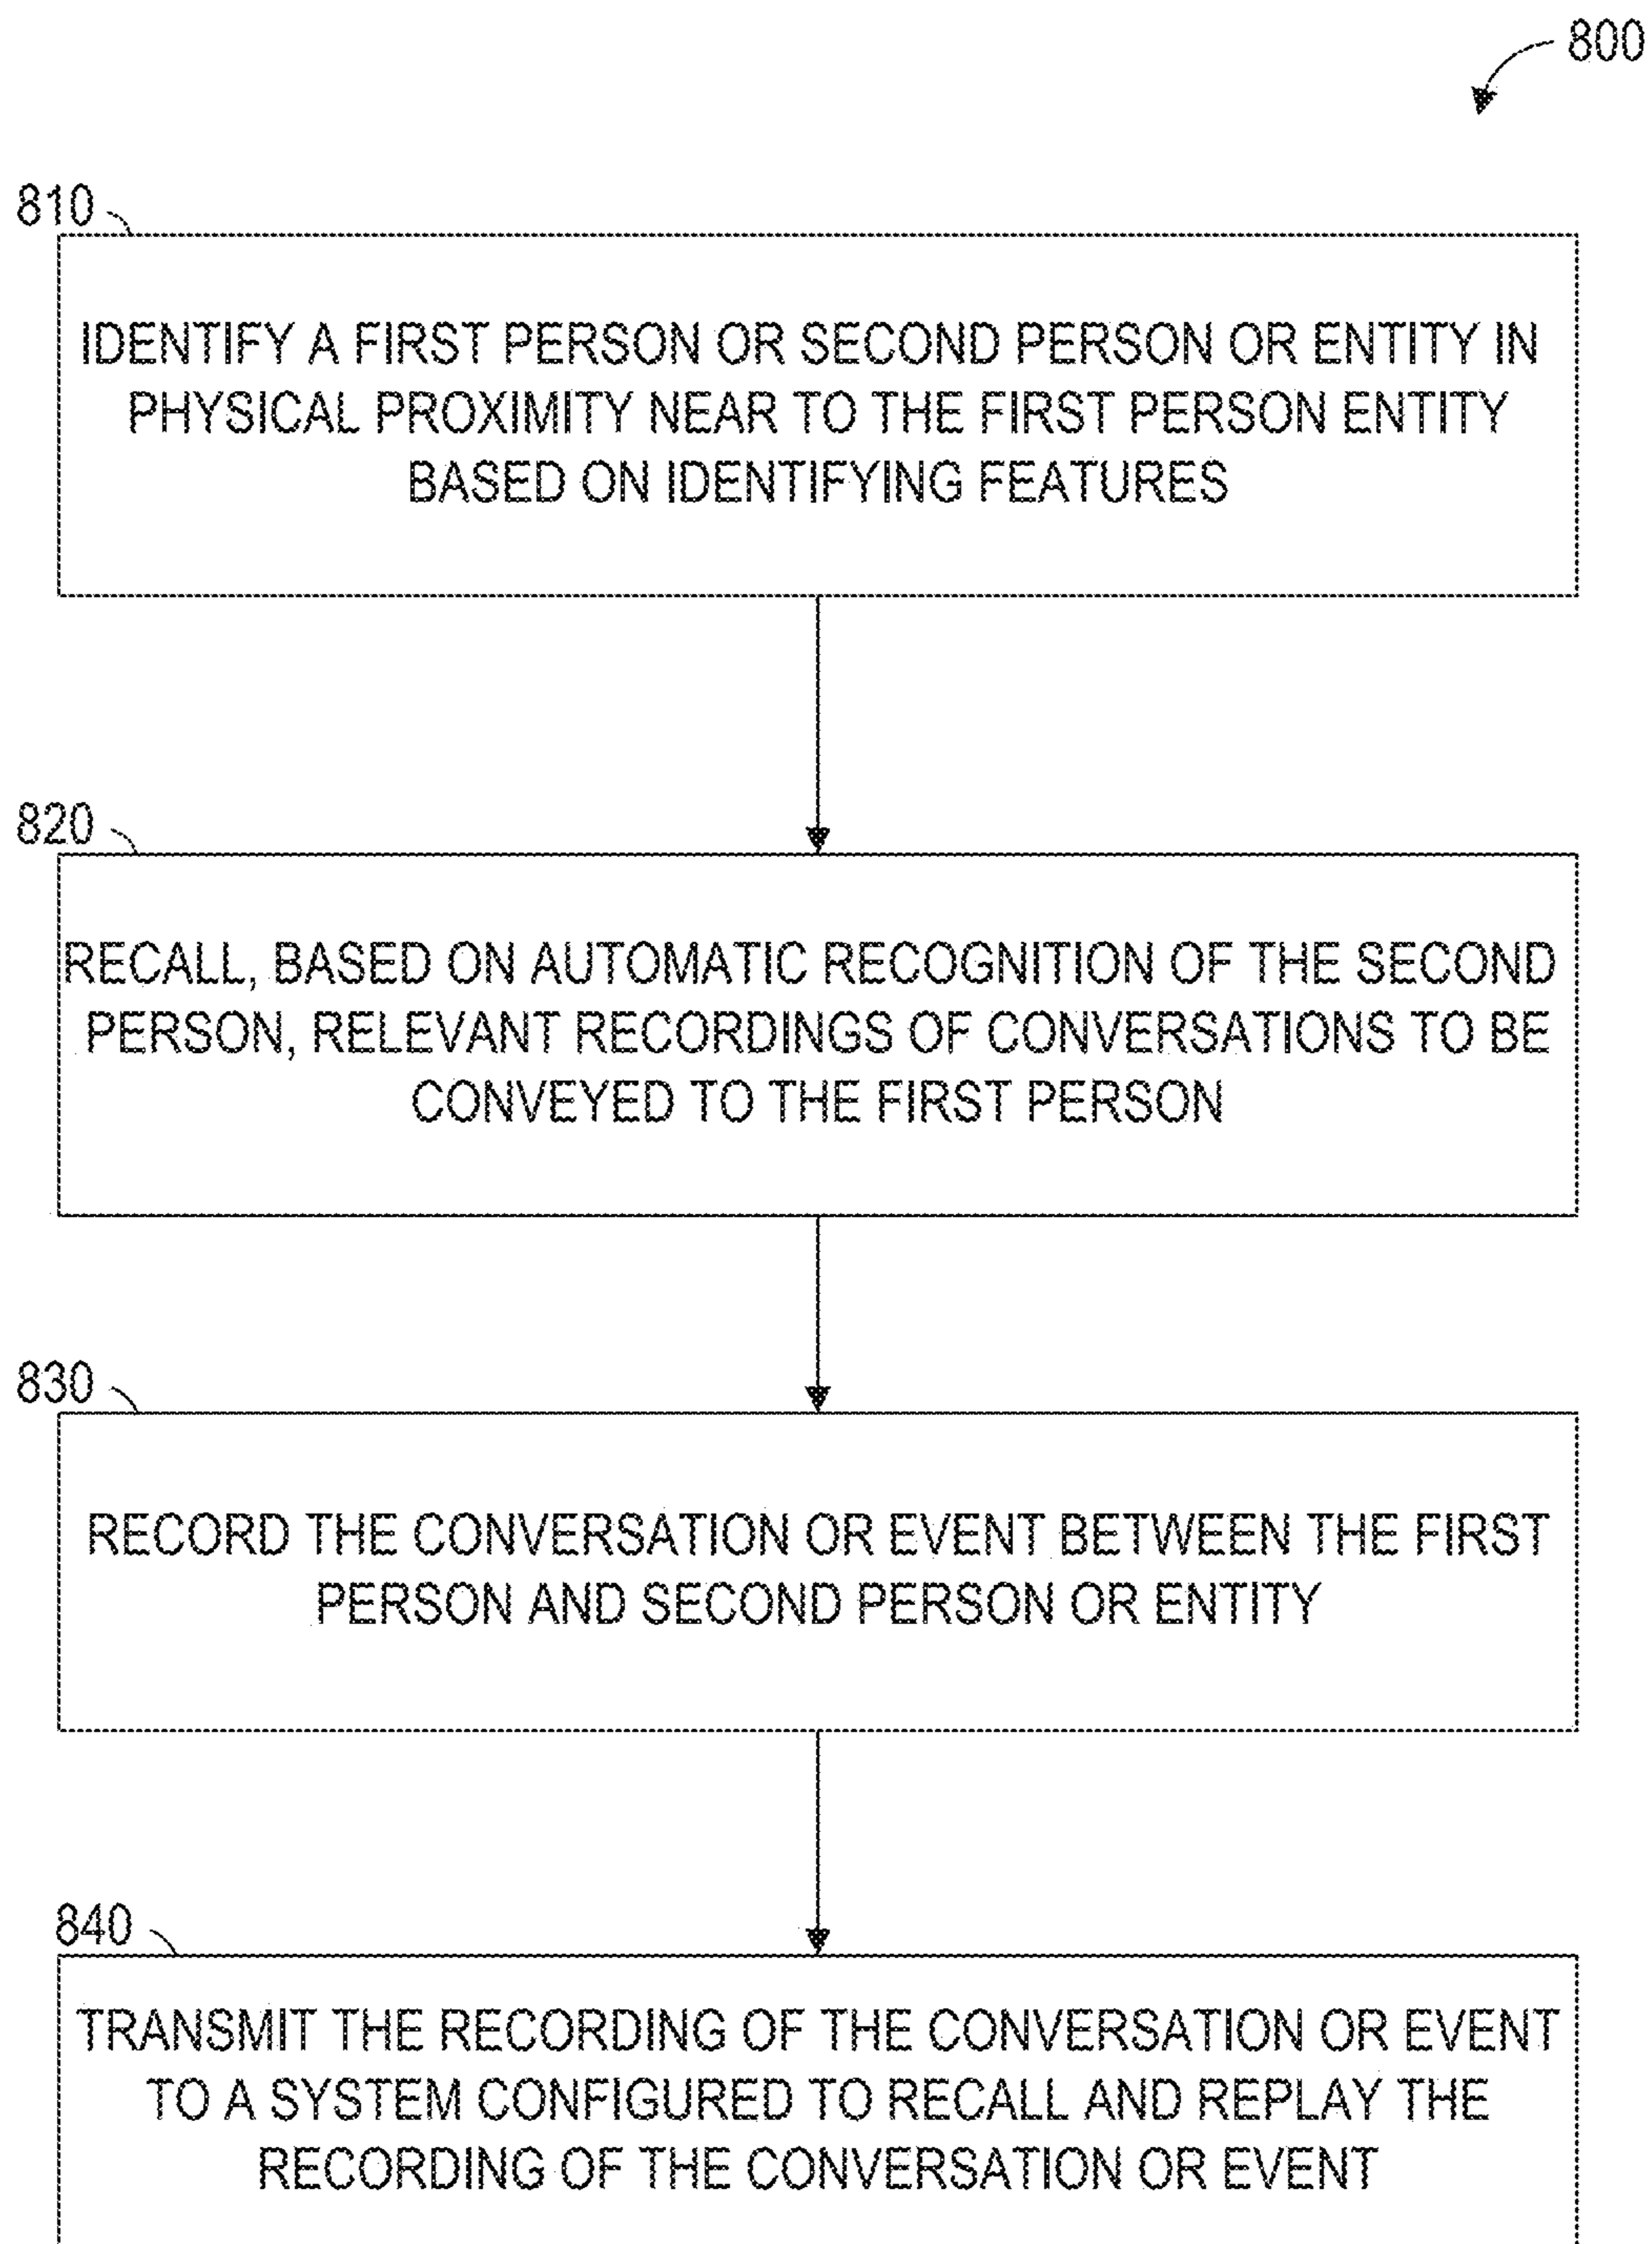 800
810
IDENTIFY A FIRST PERSON OR SECOND PERSON OR ENTITY IN
PHYSICAL PROXIMITY NEAR TO THE FIRST PERSON ENTITY
BASED ON IDENTIFYING FEATURES
820
RECALL, BASED ON AUTOMATIC RECOGNITION OF THE SECOND
PERSON, RELEVANT RECORDINGS OF CONVERSATIONS TO BE
CONVEYED TO THE FIRST PERSON
830
RECORD THE CONVERSATION OR EVENT BETWEEN THE FIRST
PERSON AND SECOND PERSON OR ENTITY
840
TRANSMIT THE RECORDING OF THE CONVERSATION OR EVENT
TO A SYSTEM CONFIGURED TO RECALL AND REPLAY THE
RECORDING OF THE CONVERSATION OR EVENT